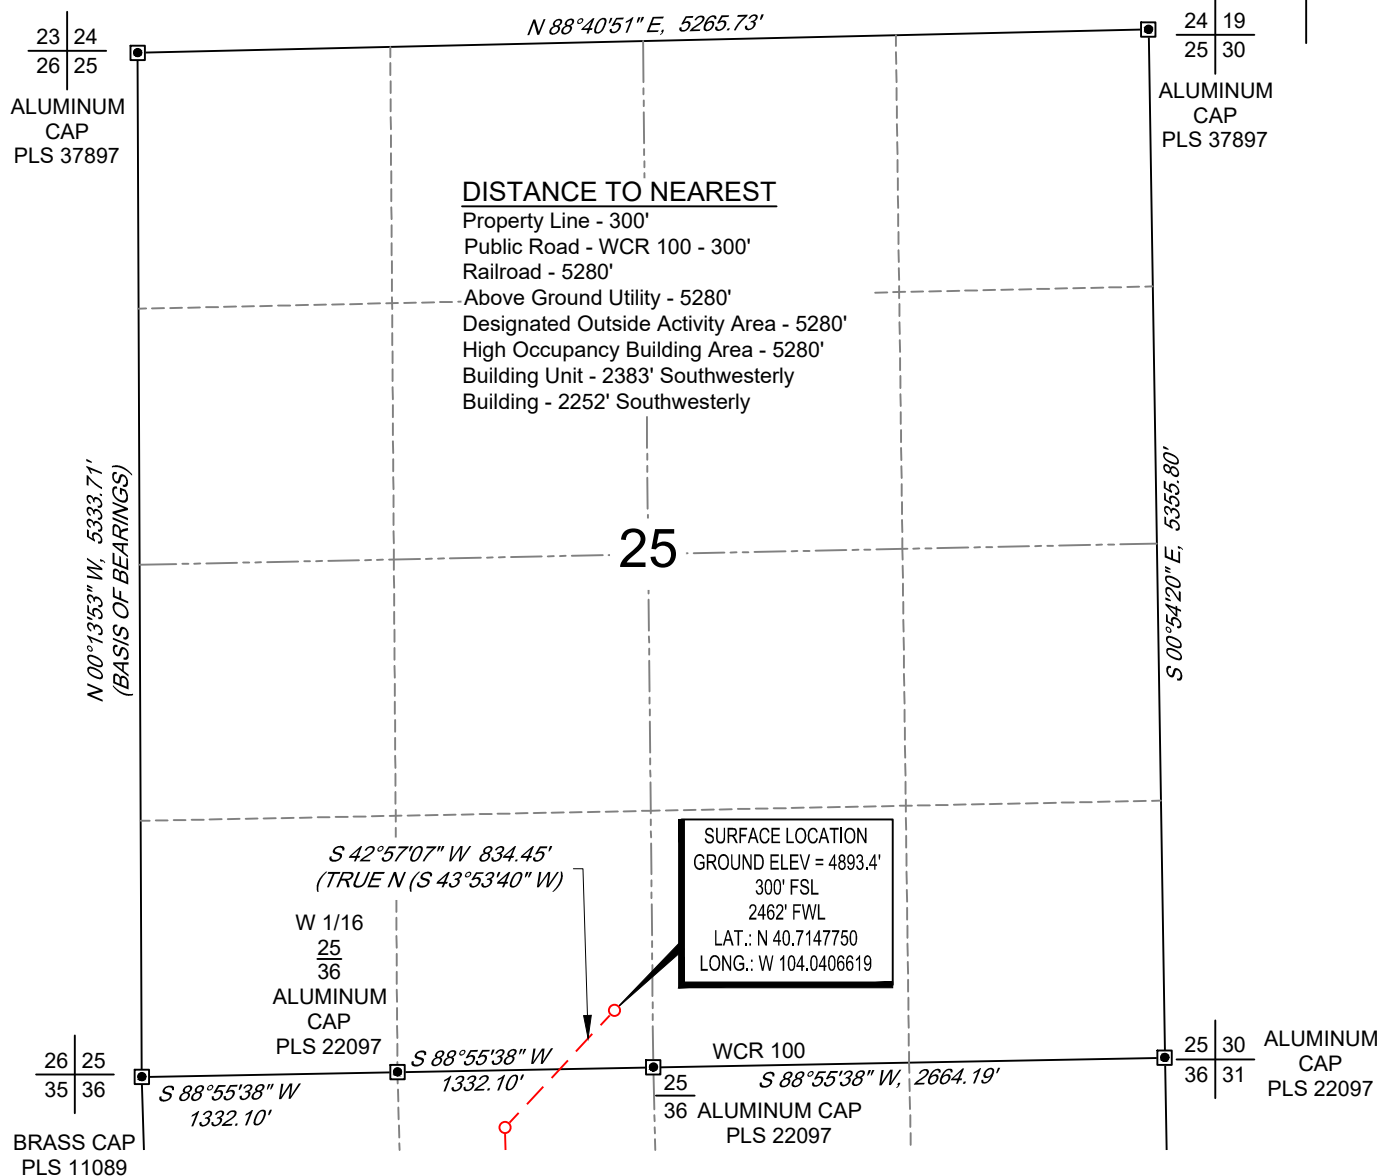 N 88°40'51" E, 5265.73'
23 24
26 25
ALUMINUM
CAP
PLS 37897
24 19
25 30
ALUMINUM
CAP
PLS 37897
DISTANCE TO NEAREST
Property Line - 300'
Public Road - WCR 100 - 300'
Railroad - 5280'
Above Ground Utility - 5280'
Designated Outside Activity Area - 5280'
High Occupancy Building Area - 5280'
Building Unit - 2383' Southwesterly
Building - 2252' Southwesterly
N 00°13'53" W, 5333.71'
(BASIS OF BEARINGS)
25
S 00°54'20" E, 5355.80'
S 42°57'07" W 834.45'
(TRUE N (S 43°53'40" W)
SURFACE LOCATION
GROUND ELEV = 4893.4'
300' FSL
2462' FWL
LAT.: N 40.7147750
LONG.: W 104.0406619
W 1/16
25
36
ALUMINUM
CAP
PLS 22097
26 25
35 36
BRASS CAP
PLS 11089
S 88°55'38" W
1332.10'
S 88°55'38" W
1332.10'
WCR 100
S 88°55'38" W, 2664.19'
25
36 ALUMINUM CAP
PLS 22097
25 30
36 31
ALUMINUM
CAP
PLS 22097